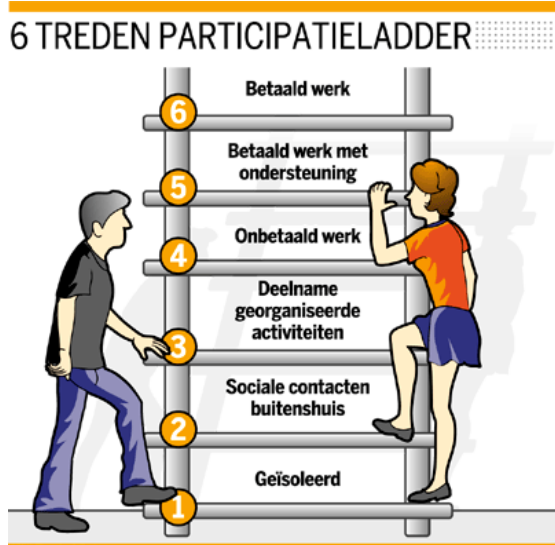 6 TREDEN PARTICIPATIELADDER
Betaald werk
6
Betaald werk met
ondersteuning
5
Onbetaald werk
4
Deelname
georganiseerde
activiteiten
3
Sociale contacten
buitenshuis
2
Geïsoleerd
1